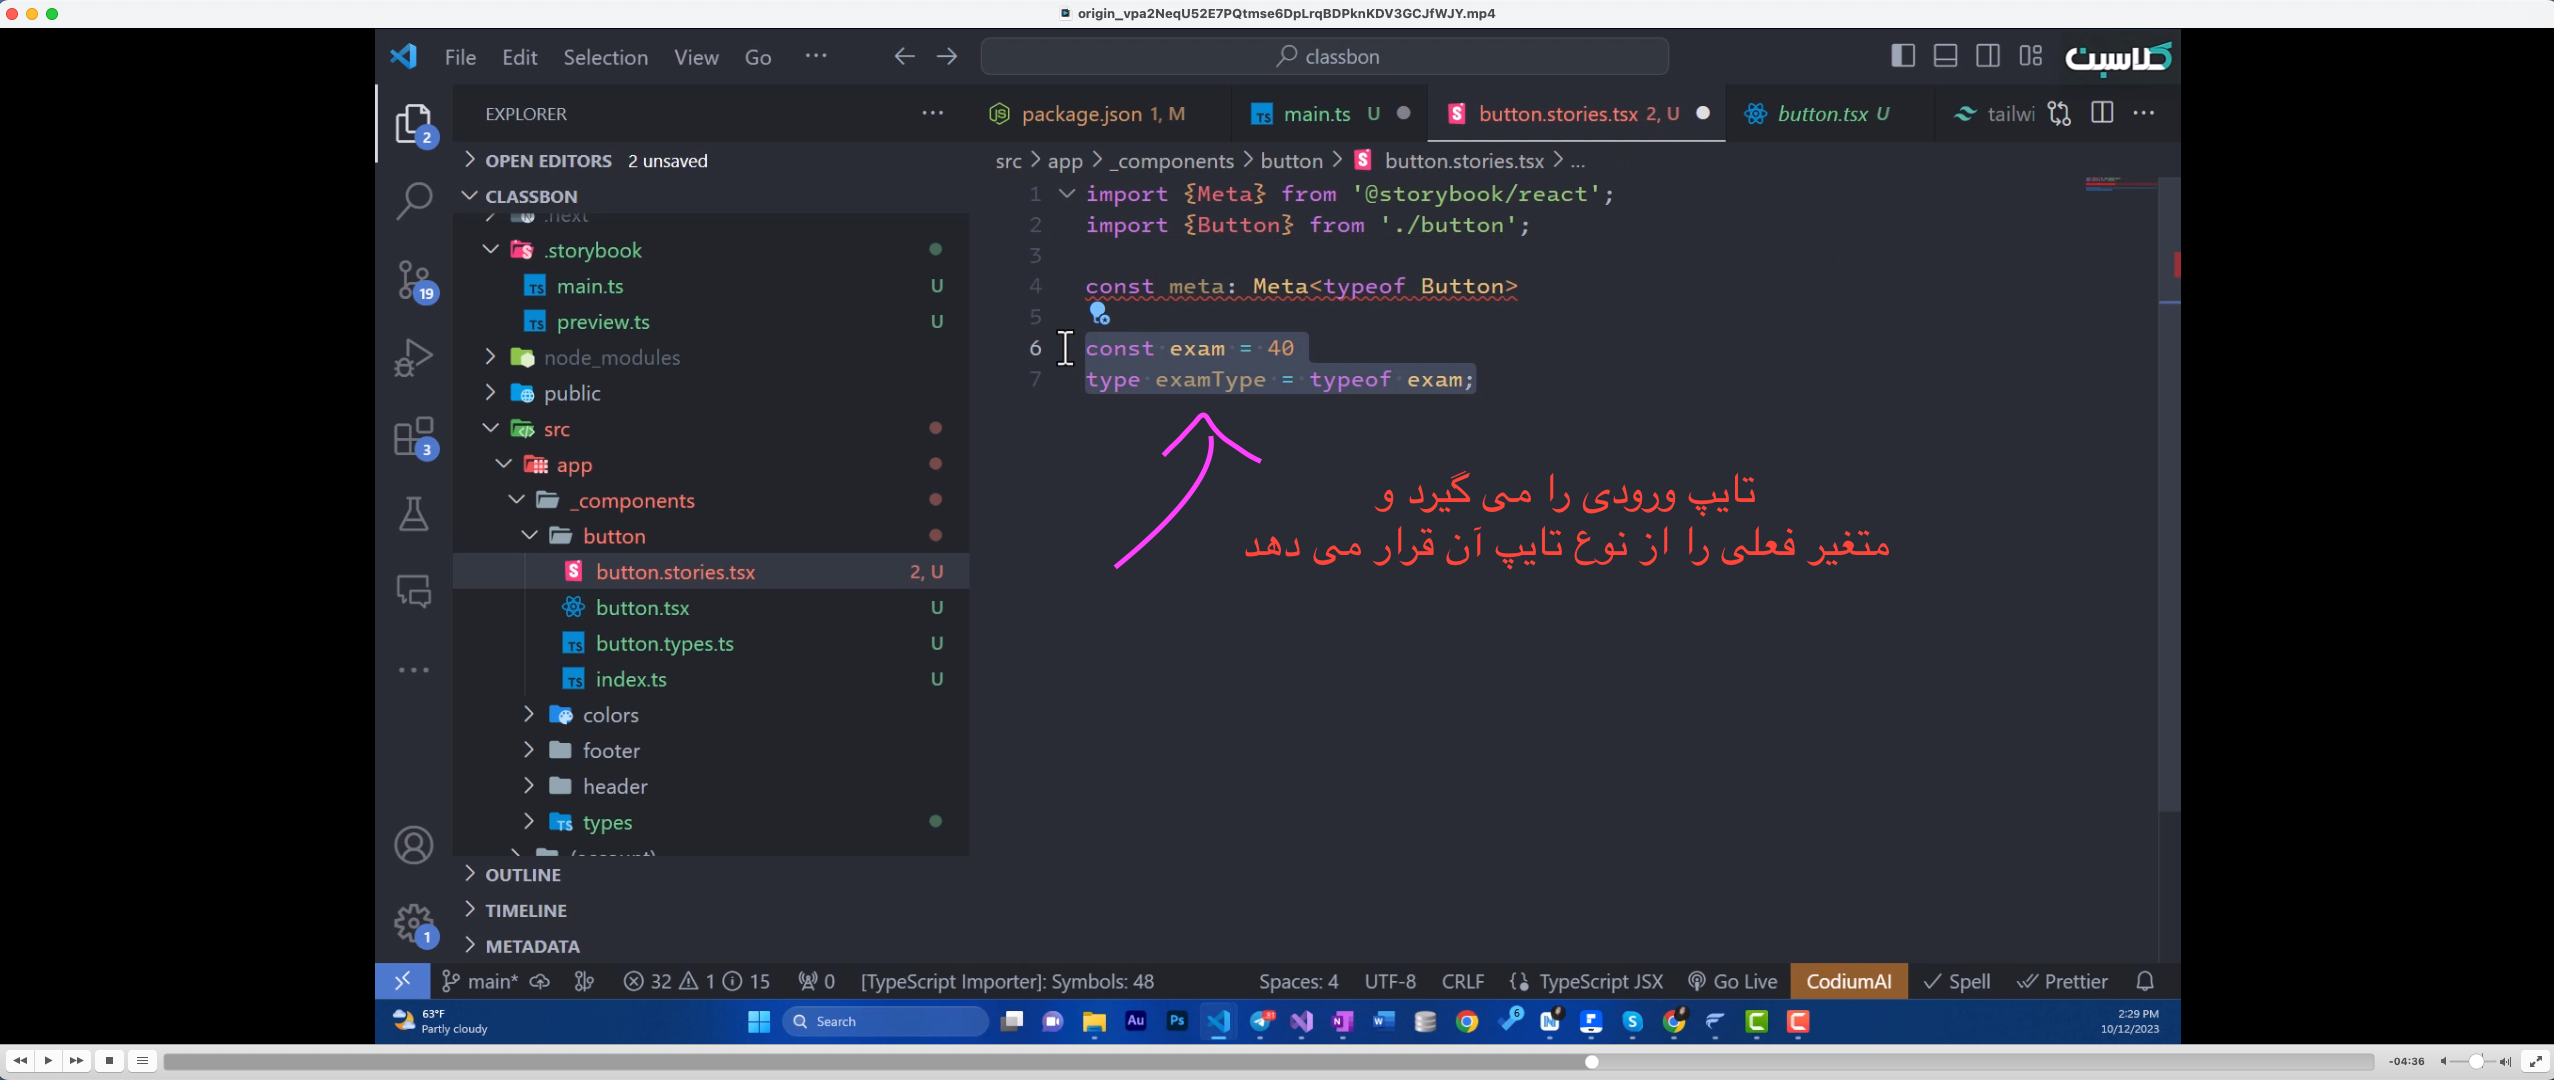 origin_vpa2NeqU52E7PQtmse6DpLrqBDPknKDV3GCJfWJY.mp4
File Edit Selection View Go ··· classbon کلاسبن
EXPLORER ···
OPEN EDITORS 2 unsaved
CLASSBON
.next
.storybook
main.ts U
preview.ts U
node_modules
public
src
app
_components
button
button.stories.tsx 2, U
button.tsx U
button.types.ts U
index.ts U
colors
footer
header
types
(account)
OUTLINE
TIMELINE
METADATA
2
19
3
1
package.json 1, M main.ts U button.stories.tsx 2, U button.tsx U tailwi ···
src > app > _components > button > button.stories.tsx > ...
1 import {Meta} from '@storybook/react';
2 import {Button} from './button';
3
4 const meta: Meta<typeof Button>
5
6 const exam = 40
7 type examType = typeof exam;
تایپ ورودی را می گیرد و
متغیر فعلی را از نوع تایپ آن قرار می دهد
main* 32 1 15 0 [TypeScript Importer]: Symbols: 48 Spaces: 4 UTF-8 CRLF TypeScript JSX Go Live CodiumAI Spell Prettier
63°F
Partly cloudy
Search
2:29 PM
10/12/2023
-04:36